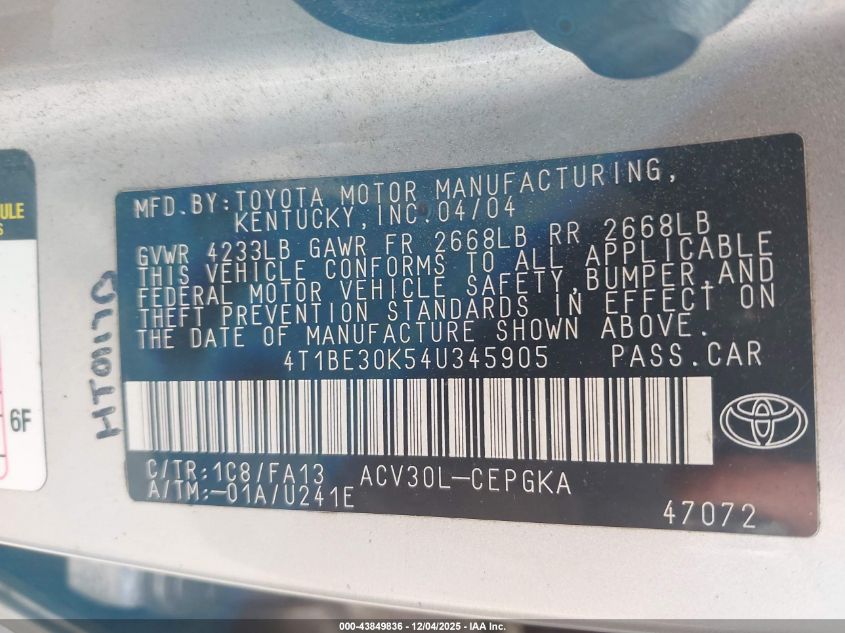 ULE
S
6F
HT0117Q
MFD.BY:TOYOTA MOTOR MANUFACTURING,
KENTUCKY,INC.04/04
GVWR 4233LB GAWR FR 2668LB RR 2668LB
THIS VEHICLE CONFORMS TO ALL APPLICABLE
FEDERAL MOTOR VEHICLE SAFETY,BUMPER,AND
THEFT PREVENTION STANDARDS IN EFFECT ON
THE DATE OF MANUFACTURE SHOWN ABOVE.
4T1BE30K54U345905 PASS.CAR
C/TR:1C8/FA13 ACV30L-CEPGKA
A/TM:-01A/U241E
47072
000-43849836 - 12/04/2025 - COPYRIGHT © IAA, LLC